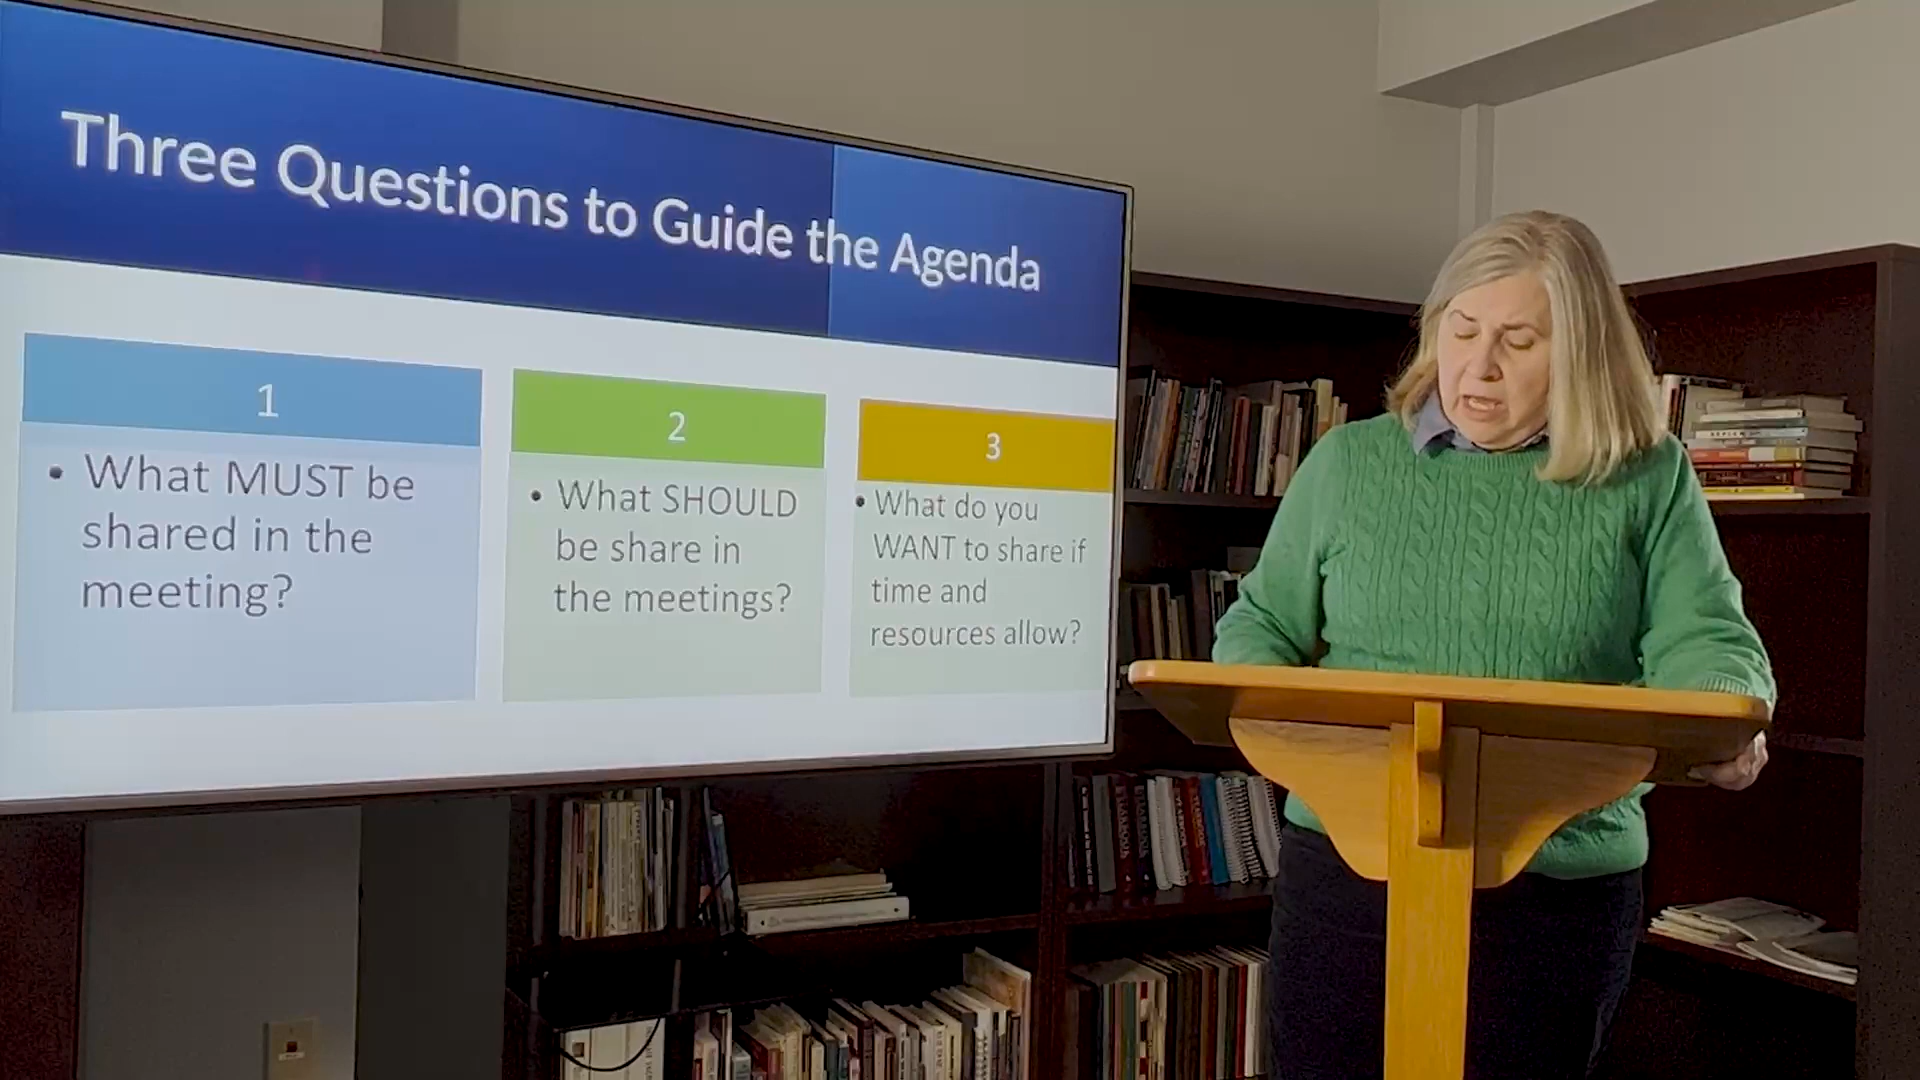 Three Questions to Guide the Agenda
1
• What MUST be
shared in the
meeting?
2
• What SHOULD
be share in
the meetings?
3
• What do you
WANT to share if
time and
resources allow?